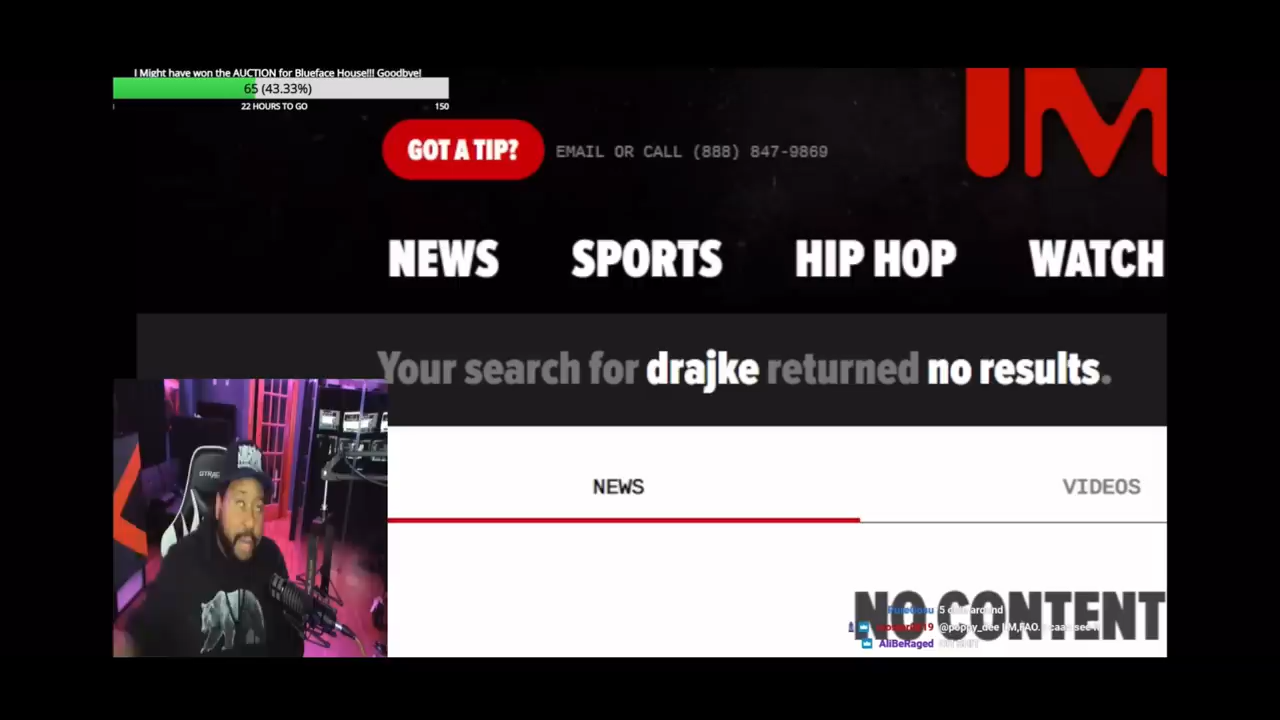 I Might have won the AUCTION for Blueface House!!! Goodbye!
65 (43.33%)
22 HOURS TO GO
150
GOT A TIP?
EMAIL OR CALL (888) 847-9869
NEWS
SPORTS
HIP HOP
WATCH
Your search for drajke returned no results.
NEWS
VIDEOS
NO CONTENT
AliBeRaged